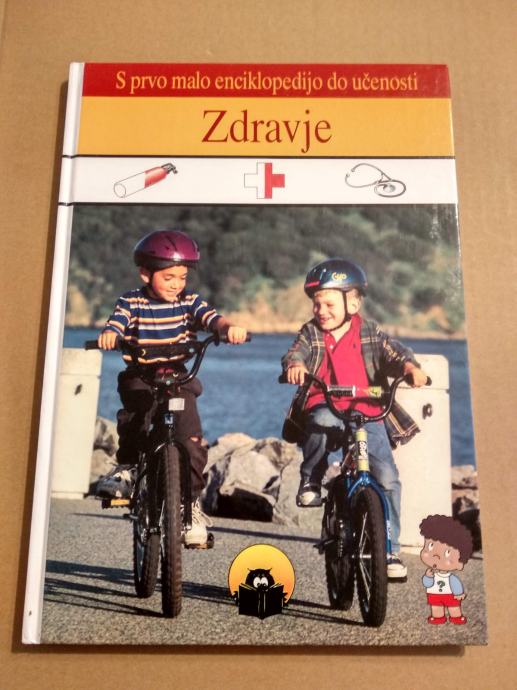 S prvo malo enciklopedijo do učenosti
Zdravje
?